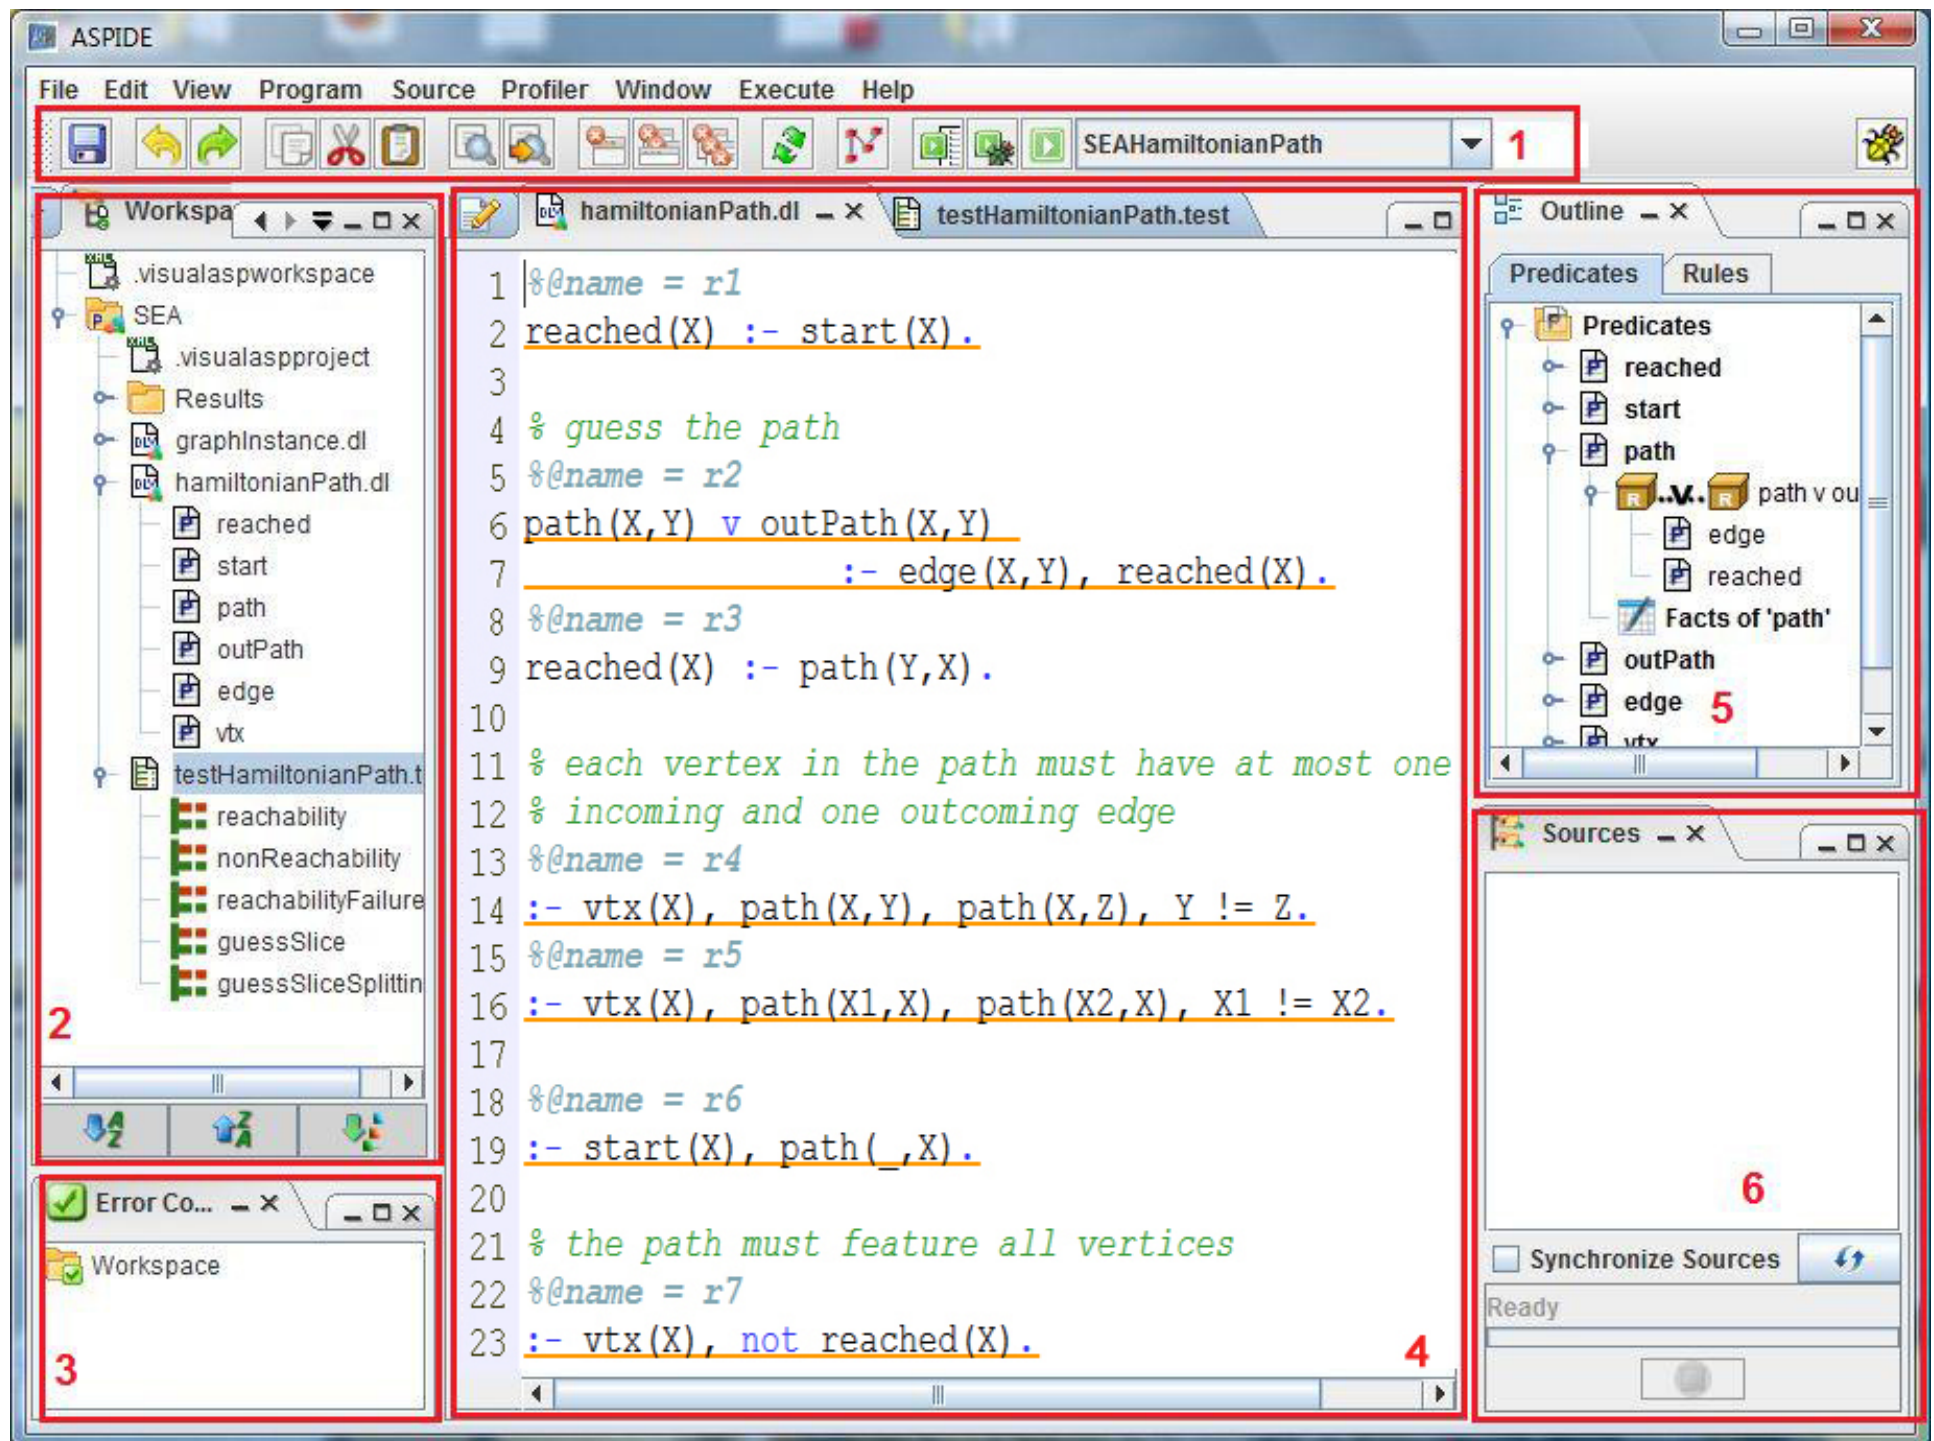 ASPIDE
File Edit View Program Source Profiler Window Execute Help
SEAHamiltonianPath
1
Workspa
.visualaspworkspace
SEA
.visualaspproject
Results
graphInstance.dl
hamiltonianPath.dl
reached
start
path
outPath
edge
vtx
testHamiltonianPath.t
reachability
nonReachability
reachabilityFailure
guessSlice
guessSliceSplittin
2
Error Co...
Workspace
3
hamiltonianPath.dl
testHamiltonianPath.test
1 %@name = r1
2 reached(X) :- start(X).
3
4 % guess the path
5 %@name = r2
6 path(X,Y) v outPath(X,Y)
7 :- edge(X,Y), reached(X).
8 %@name = r3
9 reached(X) :- path(Y,X).
10
11 % each vertex in the path must have at most one
12 % incoming and one outcoming edge
13 %@name = r4
14 :- vtx(X), path(X,Y), path(X,Z), Y != Z.
15 %@name = r5
16 :- vtx(X), path(X1,X), path(X2,X), X1 != X2.
17
18 %@name = r6
19 :- start(X), path(_,X).
20
21 % the path must feature all vertices
22 %@name = r7
23 :- vtx(X), not reached(X).
4
Outline
Predicates Rules
Predicates
reached
start
path
R ..v.. R path v ou
edge
reached
Facts of 'path'
outPath
edge
vtx
5
Sources
6
Synchronize Sources
Ready